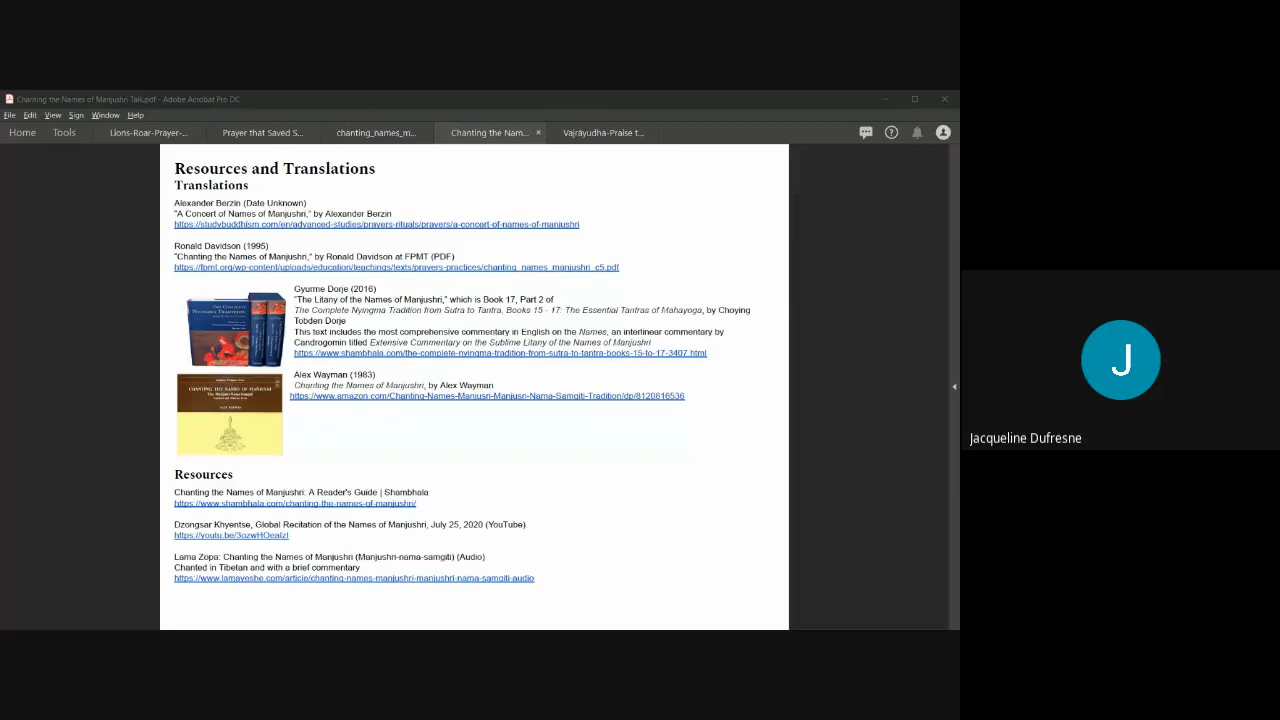 Chanting the Names of Manjushri Talk.pdf - Adobe Acrobat Pro DC
File Edit View Sign Window Help
Home Tools Lions-Roar-Prayer-... Prayer that Saved S... chanting_names_m... Chanting the Nam... × Vajráyudha-Praise t...
Resources and Translations
Translations
Alexander Berzin (Date Unknown)
"A Concert of Names of Manjushri," by Alexander Berzin
https://studybuddhism.com/en/advanced-studies/prayers-rituals/prayers/a-concert-of-names-of-manjushri
Ronald Davidson (1995)
"Chanting the Names of Manjushri," by Ronald Davidson at FPMT (PDF)
https://fpmt.org/wp-content/uploads/education/teachings/texts/prayers-practices/chanting_names_manjushri_c5.pdf
Gyurme Dorje (2016)
"The Litany of the Names of Manjushri," which is Book 17, Part 2 of
The Complete Nyingma Tradition from Sutra to Tantra, Books 15 - 17: The Essential Tantras of Mahayoga, by Choying
Tobden Dorje
This text includes the most comprehensive commentary in English on the Names, an interlinear commentary by
Candrogomin titled Extensive Commentary on the Sublime Litany of the Names of Manjushri
https://www.shambhala.com/the-complete-nyingma-tradition-from-sutra-to-tantra-books-15-to-17-3407.html
THE COMPLETE
NYINGMA TRADITION
Alex Wayman (1983)
Chanting the Names of Manjushri, by Alex Wayman
https://www.amazon.com/Chanting-Names-Manjusri-Manjusri-Nama-Samgiti-Tradition/dp/8120816536
CHANTING THE NAMES OF MANJUSRI
Resources
Chanting the Names of Manjushri: A Reader's Guide | Shambhala
https://www.shambhala.com/chanting-the-names-of-manjushri/
Dzongsar Khyentse, Global Recitation of the Names of Manjushri, July 25, 2020 (YouTube)
Lama Zopa: Chanting the Names of Manjushri (Manjushri-nama-samgiti) (Audio)
Chanted in Tibetan and with a brief commentary
https://www.lamayeshe.com/article/chanting-names-manjushri-manjushri-nama-samgiti-audio
J
Jacqueline Dufresne